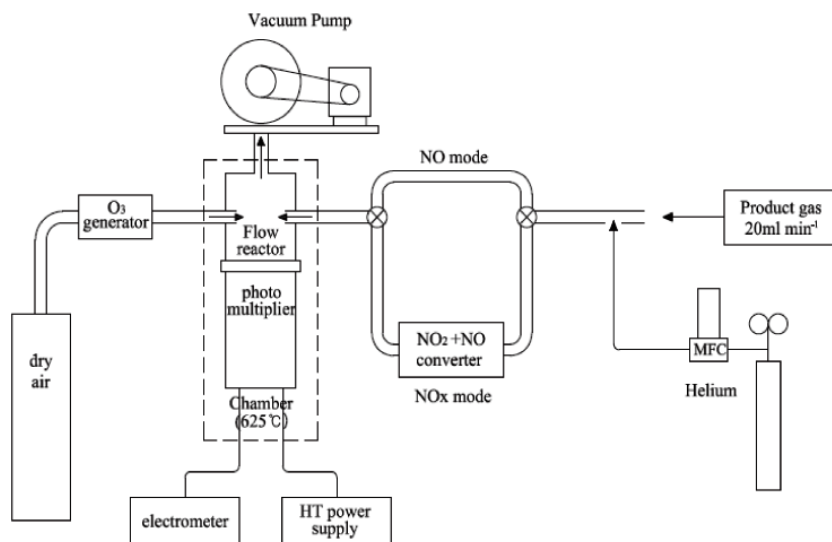 Vacuum Pump
NO mode
O₃
generator
Flow
reactor
Product gas
20ml min⁻¹
photo
multiplier
NO₂ +NO
converter
dry
air
MFC
NOx mode
Helium
Chamber
(625℃)
electrometer
HT power
supply